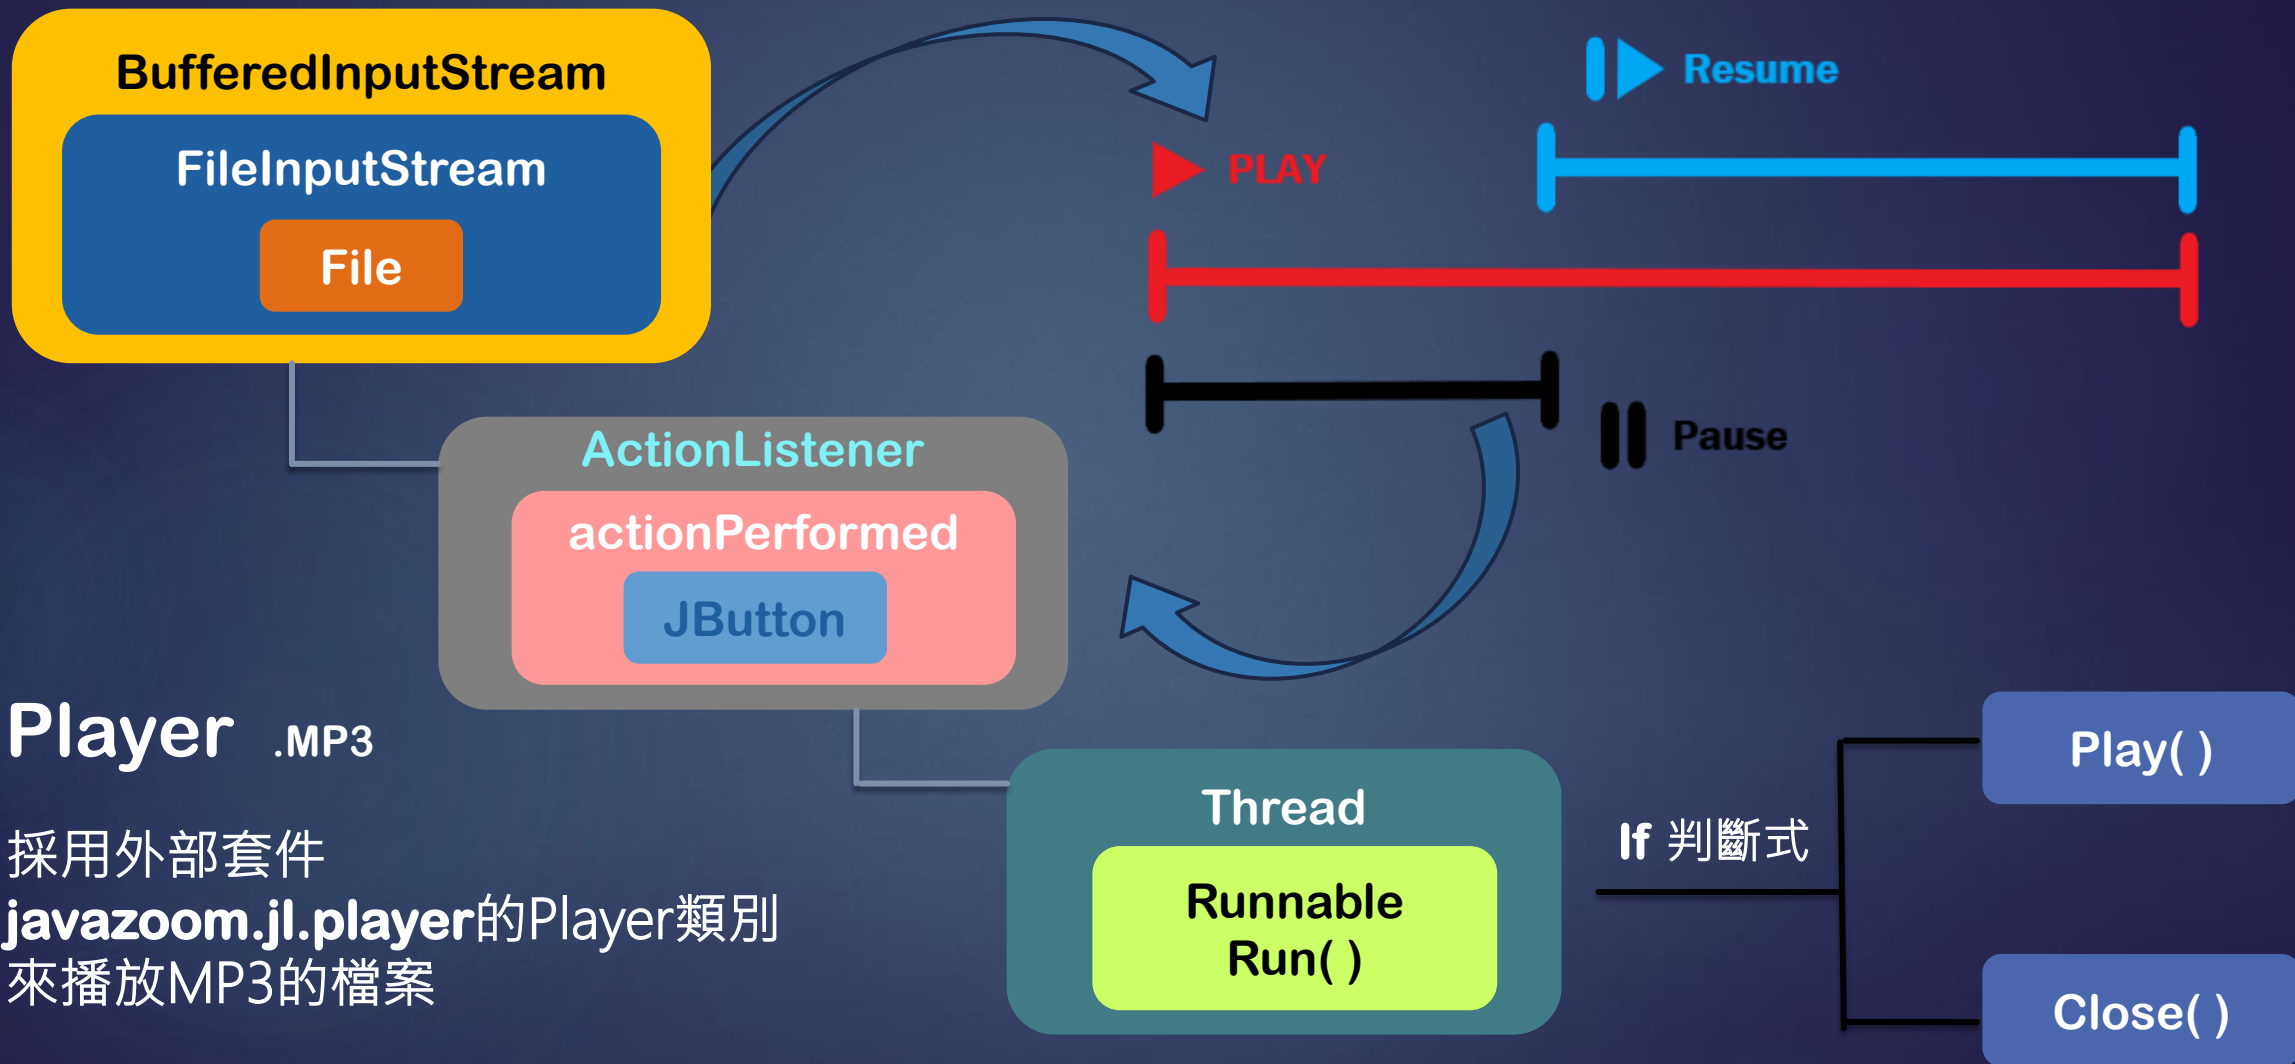 BufferedInputStream
FileInputStream
File
Resume
PLAY
Pause
ActionListener
actionPerformed
JButton
Player .MP3
採用外部套件
javazoom.jl.player的Player類別
來播放MP3的檔案
Thread
Runnable
Run( )
If 判斷式
Play( )
Close( )